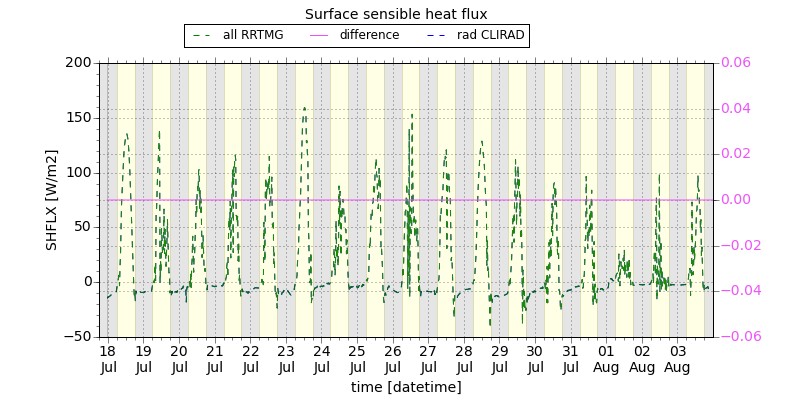 Surface sensible heat flux
all RRTMG difference rad CLIRAD
200 0.06
0.04
150
0.02
100
0.00
50
−0.02
0
−0.04
−50 −0.06
SHFLX [W/m2]
18 19 20 21 22 23 24 25 26 27 28 29 30 31 01 02 03
Jul Jul Jul Jul Jul Jul Jul Jul Jul Jul Jul Jul Jul Jul Aug Aug Aug
time [datetime]